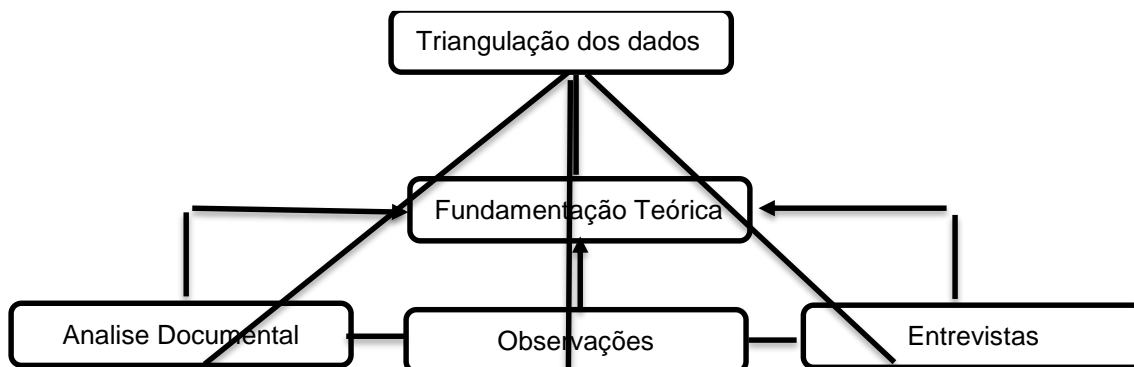 Triangulação dos dados
Fundamentação Teórica
Analise Documental
Observações
Entrevistas